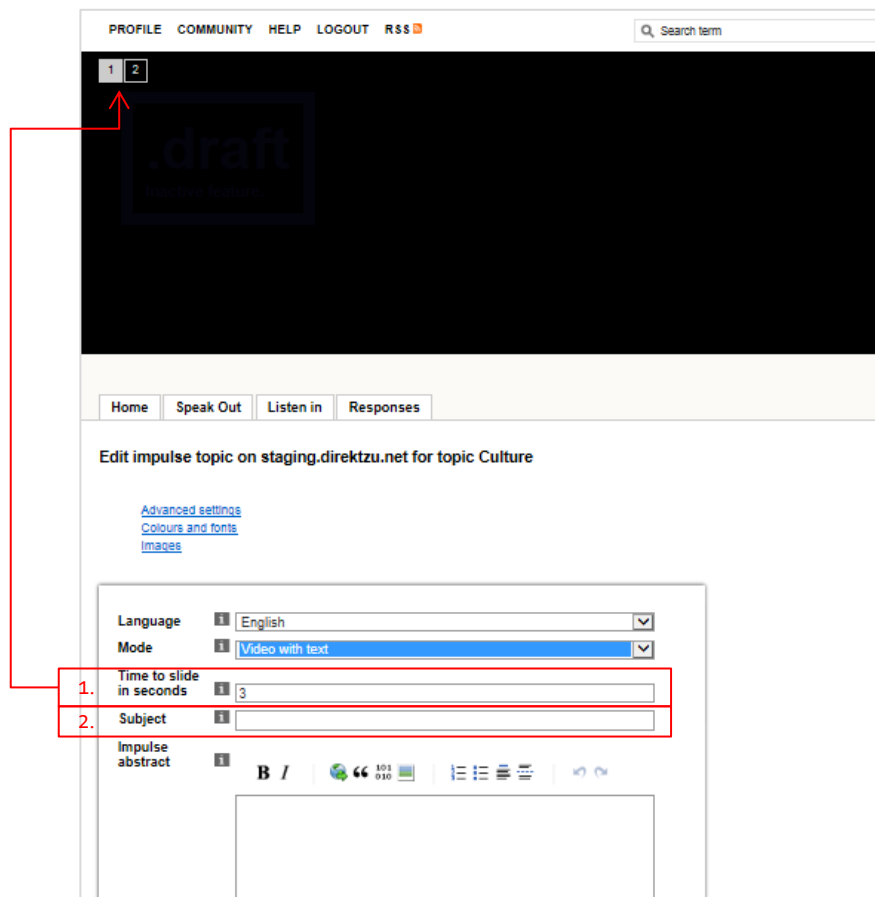 PROFILE COMMUNITY HELP LOGOUT RSS
Search term
1 2
.draft
Home Speak Out Listen in Responses
Edit impulse topic on staging.direktzu.net for topic Culture
Advanced settings
Colours and fonts
Images
Language i English
Mode i Video with text
Time to slide
1. in seconds i 3
2. Subject i
Impulse
abstract i
B I 101
010